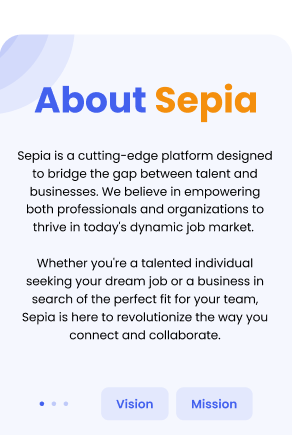 About Sepia
Sepia is a cutting-edge platform designed
to bridge the gap between talent and
businesses. We believe in empowering
both professionals and organizations to
thrive in today's dynamic job market.
Whether you're a talented individual
seeking your dream job or a business in
search of the perfect fit for your team,
Sepia is here to revolutionize the way you
connect and collaborate.
Vision
Mission